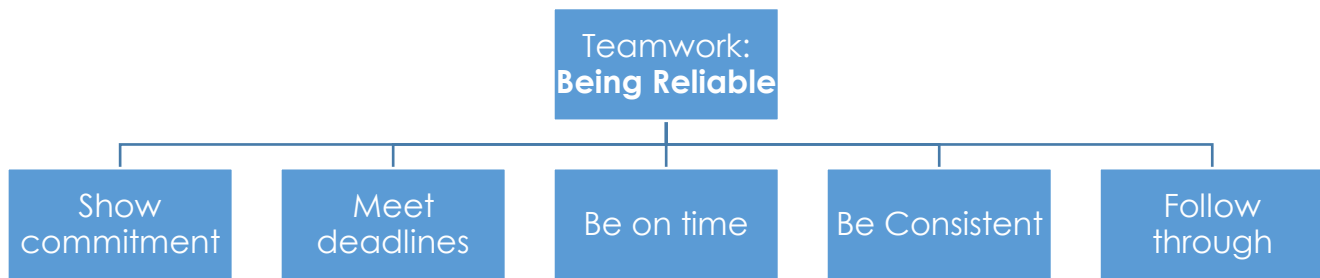 Teamwork:
Being Reliable
Show
commitment
Meet
deadlines
Be on time
Be Consistent
Follow
through